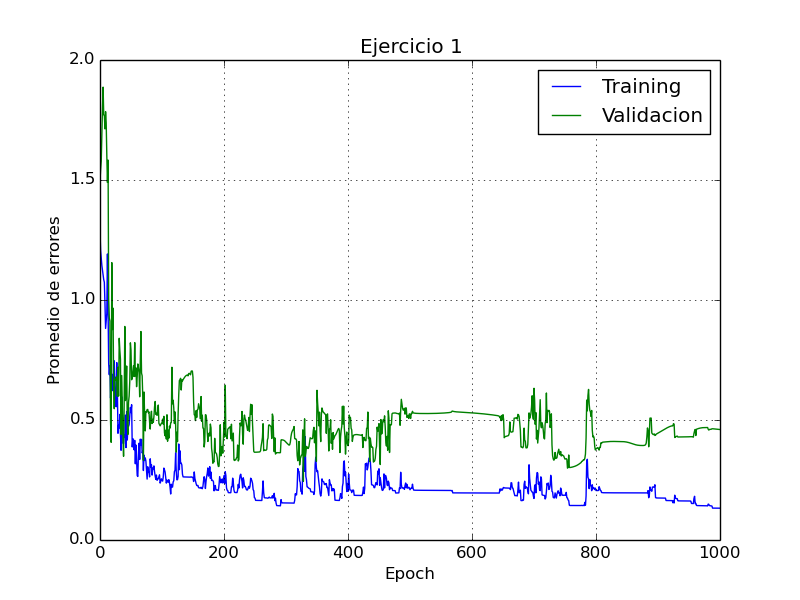 Ejercicio 1
Training
Validacion
Promedio de errores
2.0
1.5
1.0
0.5
0.0
0 200 400 600 800 1000
Epoch